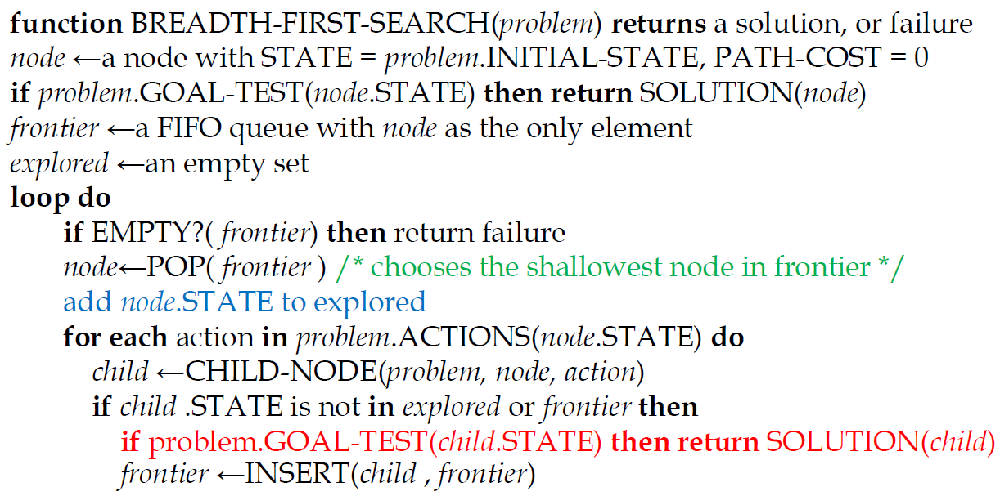 function BREADTH-FIRST-SEARCH(problem) returns a solution, or failure
node ←a node with STATE = problem.INITIAL-STATE, PATH-COST = 0
if problem.GOAL-TEST(node.STATE) then return SOLUTION(node)
frontier ←a FIFO queue with node as the only element
explored ←an empty set
loop do
if EMPTY?( frontier) then return failure
node←POP( frontier ) /* chooses the shallowest node in frontier */
add node.STATE to explored
for each action in problem.ACTIONS(node.STATE) do
child ←CHILD-NODE(problem, node, action)
if child .STATE is not in explored or frontier then
if problem.GOAL-TEST(child.STATE) then return SOLUTION(child)
frontier ←INSERT(child , frontier)